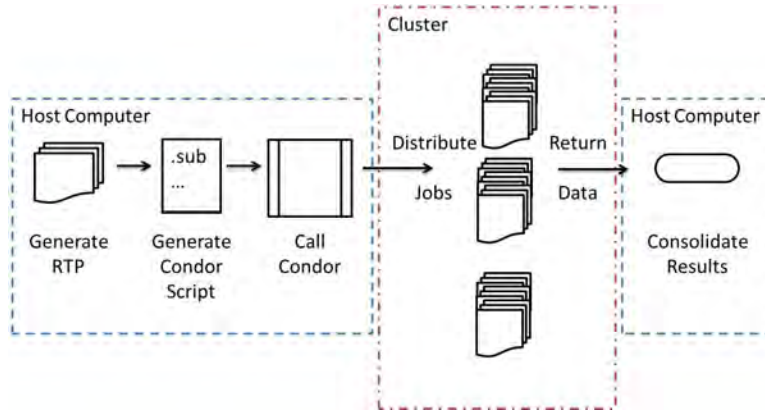 Cluster
Host Computer
.sub
...
Generate
RTP
Generate
Condor
Script
Call
Condor
Distribute
Jobs
Return
Data
Host Computer
Consolidate
Results